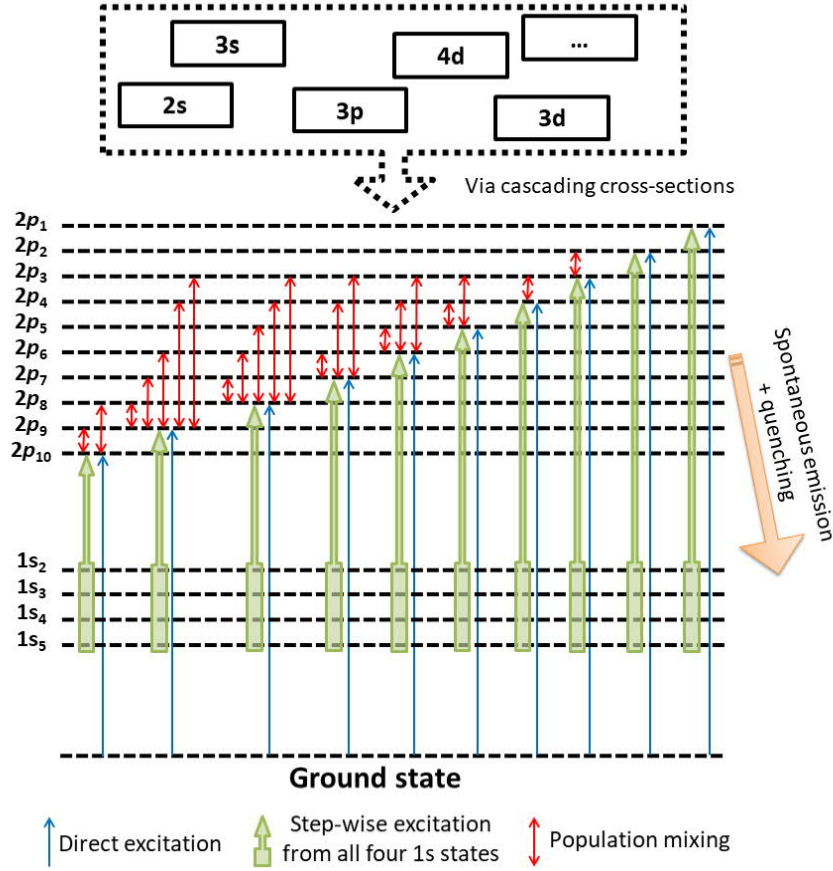 3s
4d
...
2s
3p
3d
Via cascading cross-sections
2p₁
2p₂
2p₃
2p₄
2p₅
2p₆
2p₇
2p₈
2p₉
2p₁₀
1s₂
1s₃
1s₄
1s₅
Spontaneous emission
+ quenching
Ground state
Direct excitation
Step-wise excitation
from all four 1s states
Population mixing